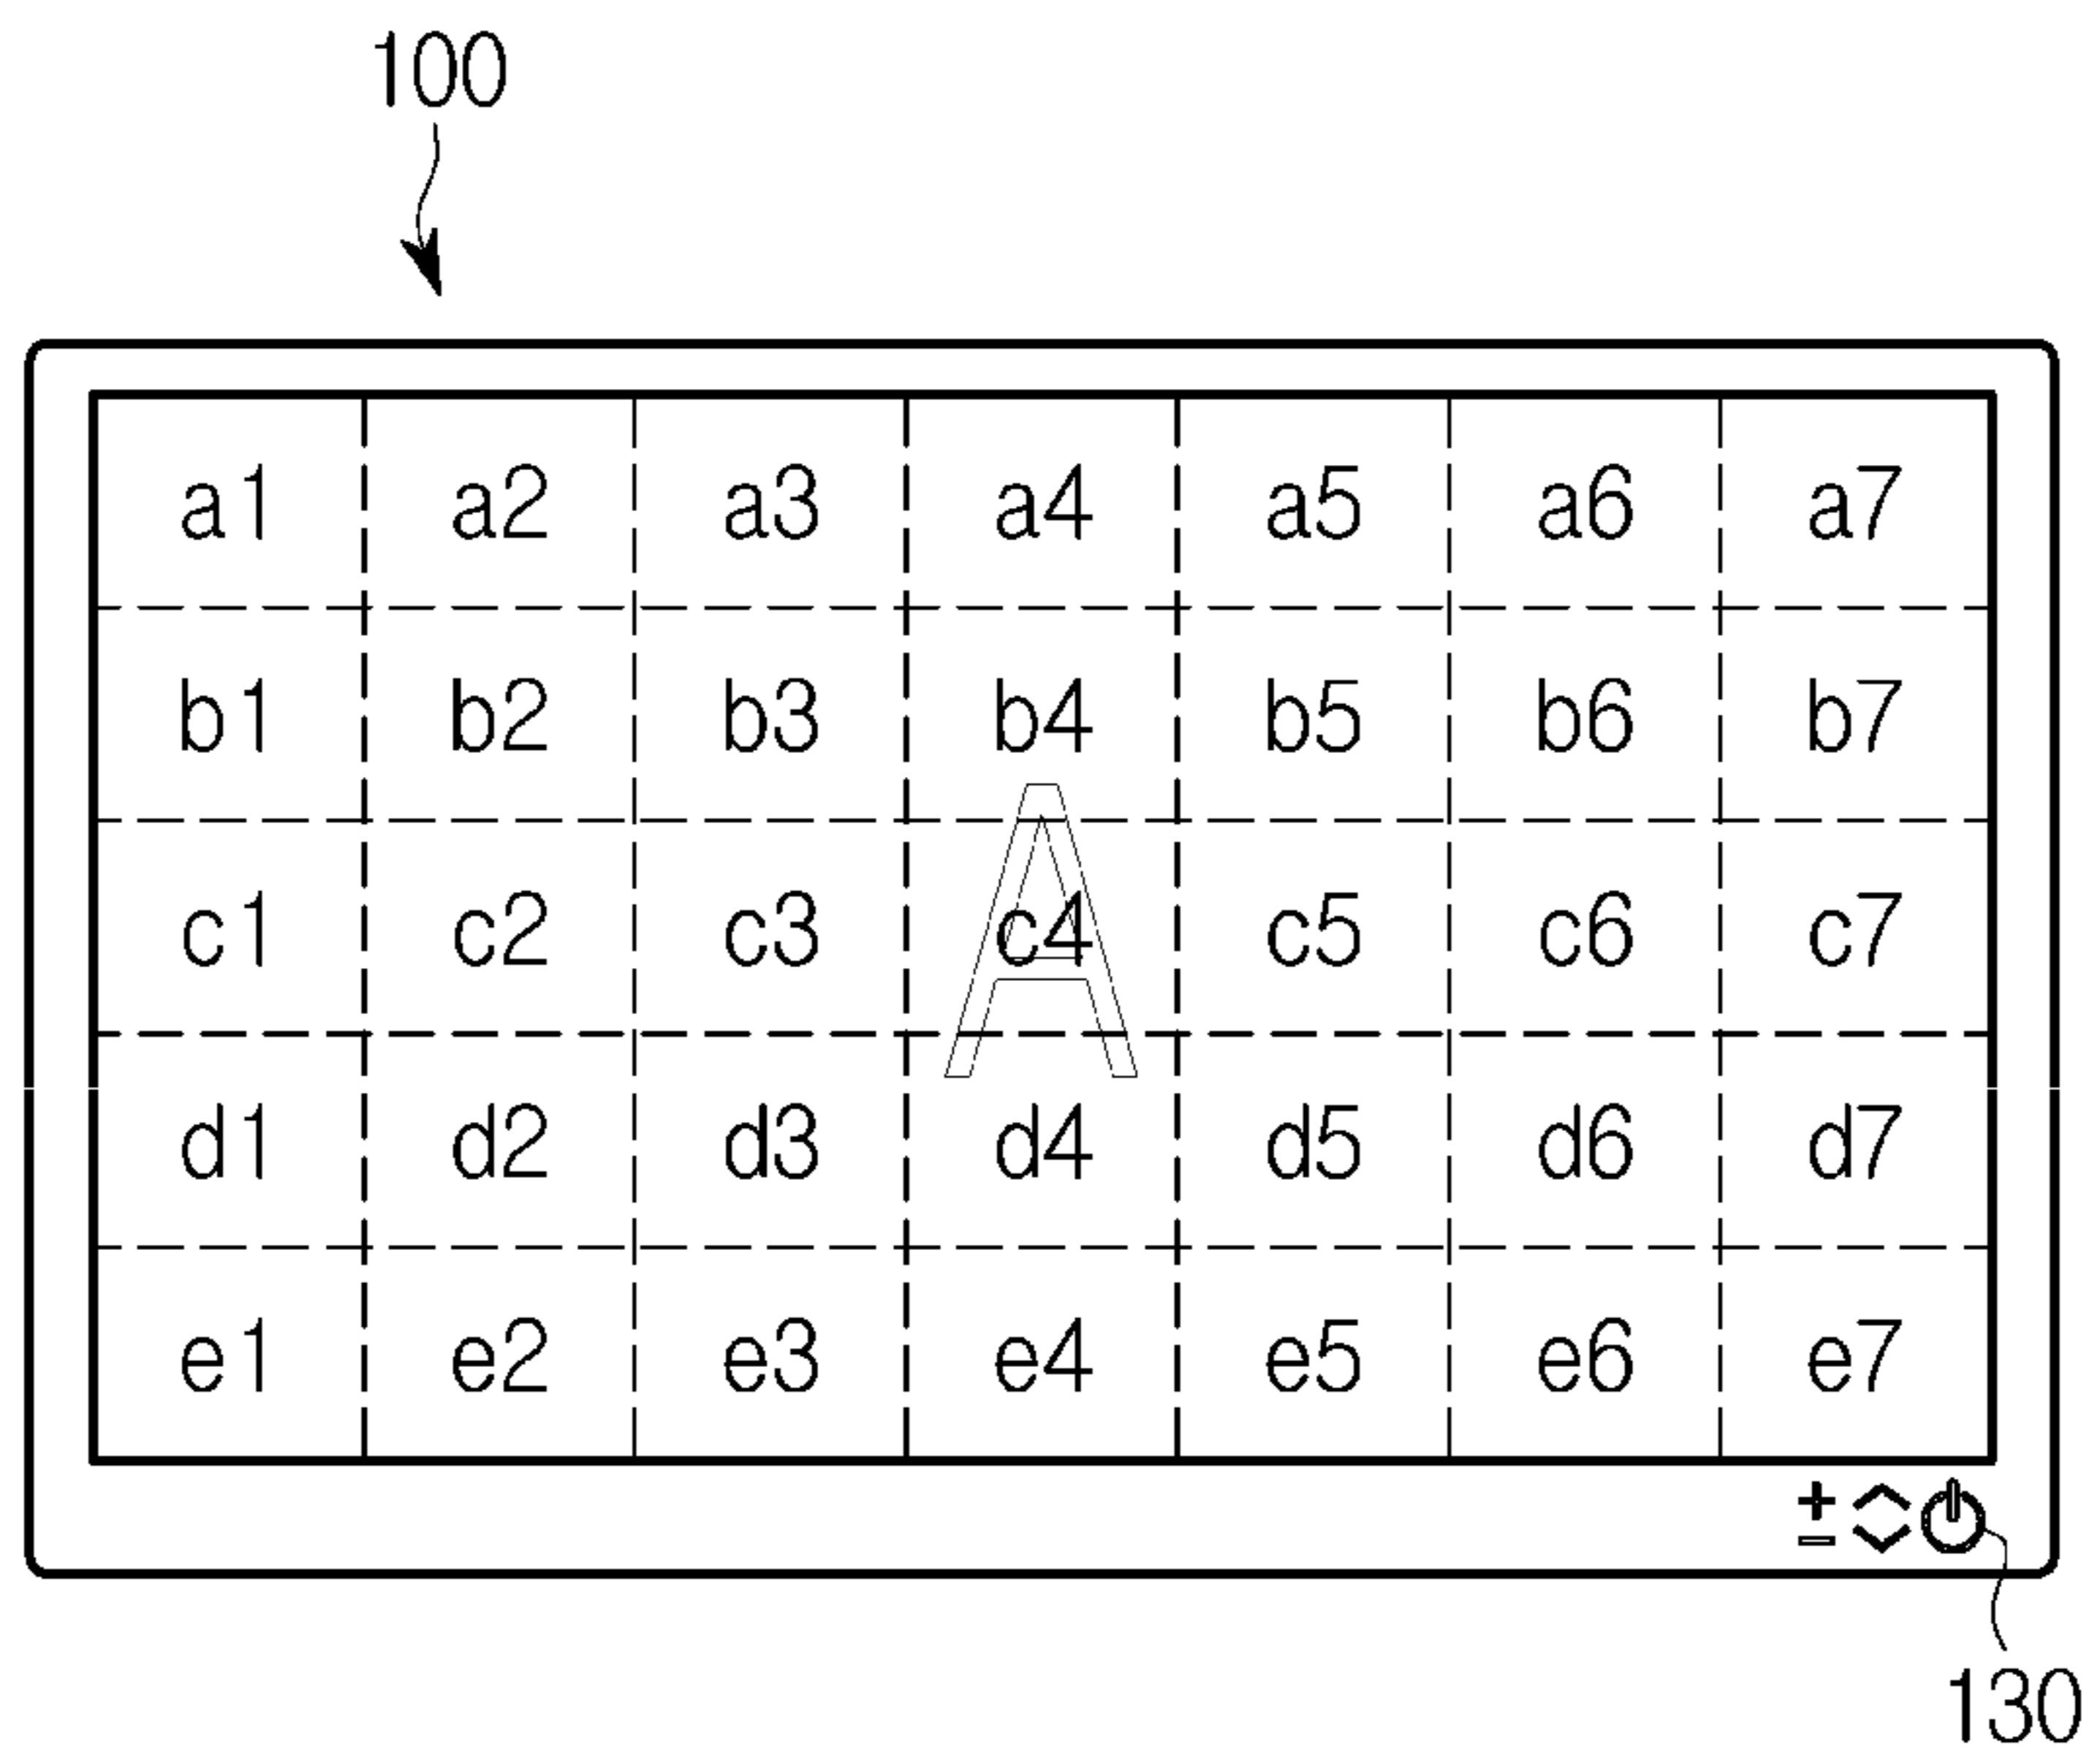 100
a1 a2 a3 a4 a5 a6 a7
b1 b2 b3 b4 b5 b6 b7
A
c1 c2 c3 c4 c5 c6 c7
d1 d2 d3 d4 d5 d6 d7
e1 e2 e3 e4 e5 e6 e7
130